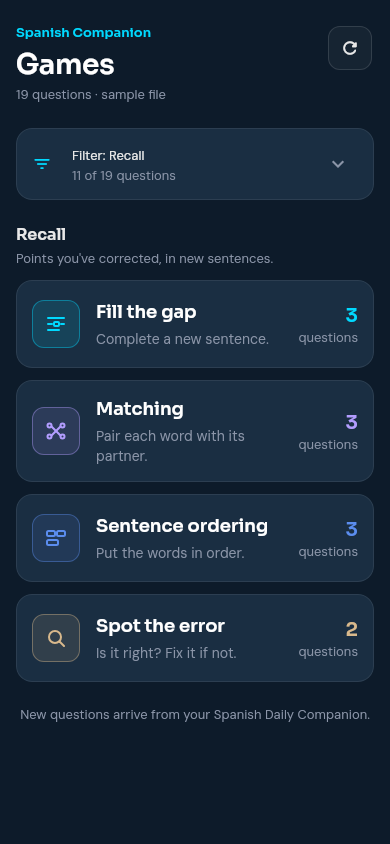 Spanish Companion
Games
19 questions · sample file
Filter: Recall
11 of 19 questions
Recall
Points you've corrected, in new sentences.
Fill the gap
Complete a new sentence.
3
questions
Matching
Pair each word with its
partner.
3
questions
Sentence ordering
Put the words in order.
3
questions
Spot the error
Is it right? Fix it if not.
2
questions
New questions arrive from your Spanish Daily Companion.